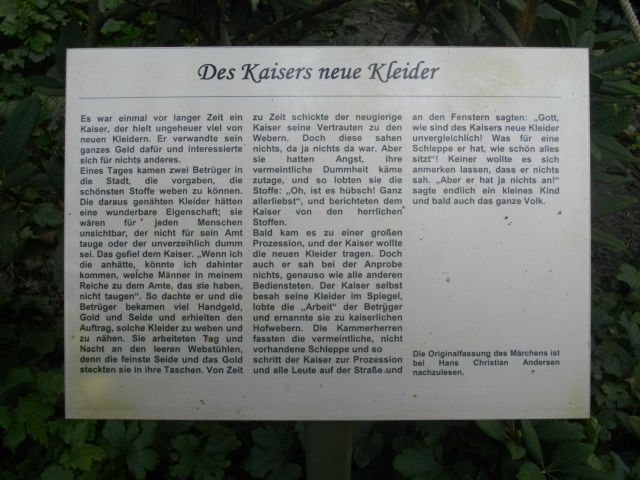 Des Kaisers neue Kleider
Es war einmal vor langer Zeit ein
Kaiser, der hielt ungeheuer viel von
neuen Kleidern. Er verwandte sein
ganzes Geld dafür und interessierte
sich für nichts anderes.
Eines Tages kamen zwei Betrüger in
die Stadt, die vorgaben, die
schönsten Stoffe weben zu können.
Die daraus genähten Kleider hätten
eine wunderbare Eigenschaft; sie
wären für jeden Menschen
unsichtbar, der nicht für sein Amt
tauge oder der unverzeihlich dumm
sei. Das gefiel dem Kaiser. „Wenn ich
die anhätte, könnte ich dahinter
kommen, welche Männer in meinem
Reiche zu dem Amte, das sie haben,
nicht taugen“. So dachte er und die
Betrüger bekamen viel Handgeld,
Gold und Seide und erhielten den
Auftrag, solche Kleider zu weben und
zu nähen. Sie arbeiteten Tag und
Nacht an den leeren Webstühlen,
denn die feinste Seide und das Gold
steckten sie in ihre Taschen. Von Zeit
zu Zeit schickte der neugierige
Kaiser seine Vertrauten zu den
Webern. Doch diese sahen
nichts, da ja nichts da war. Aber
sie hatten Angst, ihre
vermeintliche Dummheit käme
zutage, und so lobten sie die
Stoffe: „Oh, ist es hübsch! Ganz
allerliebst“, und berichteten dem
Kaiser von den herrlichen
Stoffen.
Bald kam es zu einer großen
Prozession, und der Kaiser wollte
die neuen Kleider tragen. Doch
auch er sah bei der Anprobe
nichts, genauso wie alle anderen
Bediensteten. Der Kaiser selbst
besah seine Kleider im Spiegel,
lobte die „Arbeit“ der Betrüger
und ernannte sie zu kaiserlichen
Hofwebern. Die Kammerherren
fassten die vermeintliche, nicht
vorhandene Schleppe und so
schritt der Kaiser zur Prozession
und alle Leute auf der Straße und
an den Fenstern sagten: „Gott,
wie sind des Kaisers neue Kleider
unvergleichlich! Was für eine
Schleppe er hat, wie schön alles
sitzt“! Keiner wollte es sich
anmerken lassen, dass er nichts
sah. „Aber er hat ja nichts an!“
sagte endlich ein kleines Kind
und bald auch das ganze Volk.
Die Originalfassung des Märchens ist
bei Hans Christian Andersen
nachzulesen.